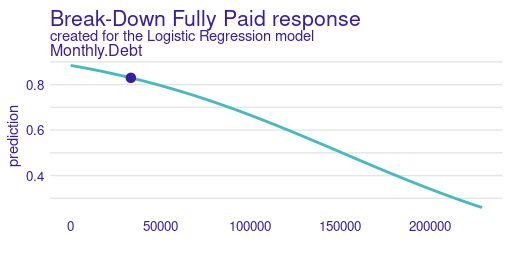 Break-Down Fully Paid response
created for the Logistic Regression model
Monthly.Debt
prediction
0.8
0.6
0.4
0 50000 100000 150000 200000